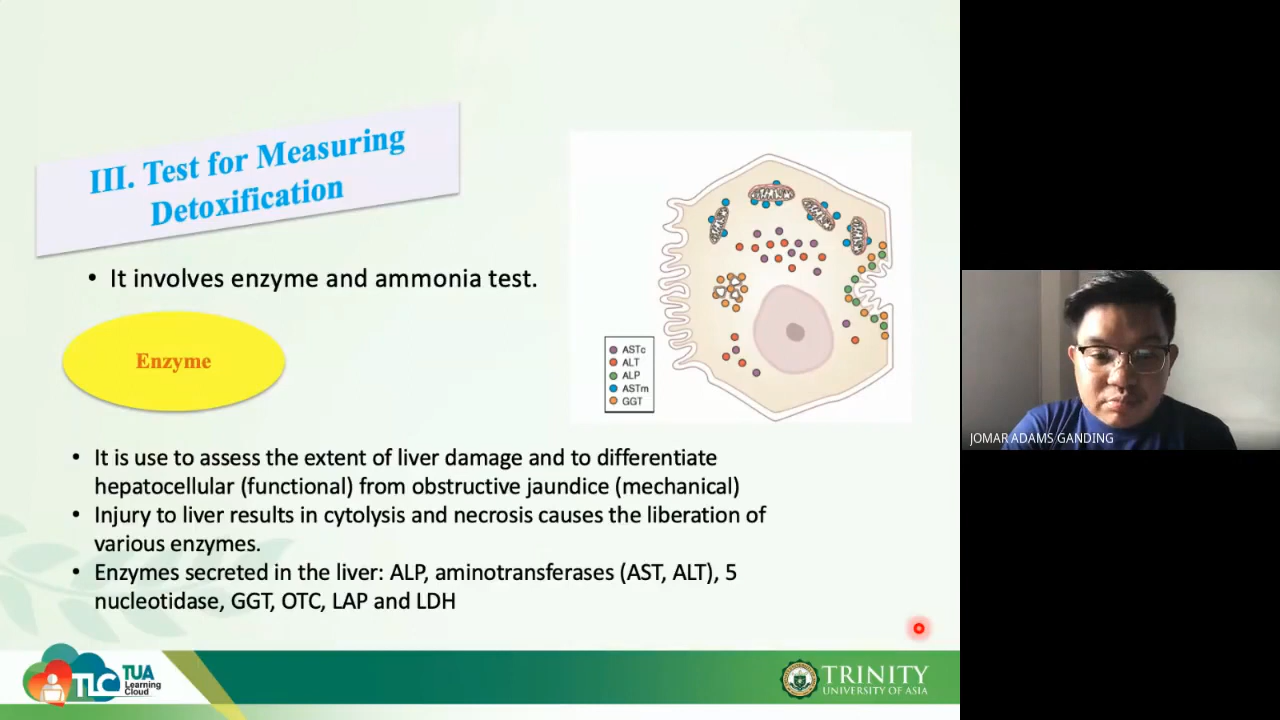 III. Test for Measuring
Detoxification
• It involves enzyme and ammonia test.
Enzyme
ASTc
ALT
ALP
ASTm
GGT
• It is use to assess the extent of liver damage and to differentiate
hepatocellular (functional) from obstructive jaundice (mechanical)
• Injury to liver results in cytolysis and necrosis causes the liberation of
various enzymes.
• Enzymes secreted in the liver: ALP, aminotransferases (AST, ALT), 5
nucleotidase, GGT, OTC, LAP and LDH
JOMAR ADAMS GANDING
TLC
TUA
Learning
Cloud
TRINITY
UNIVERSITY OF ASIA